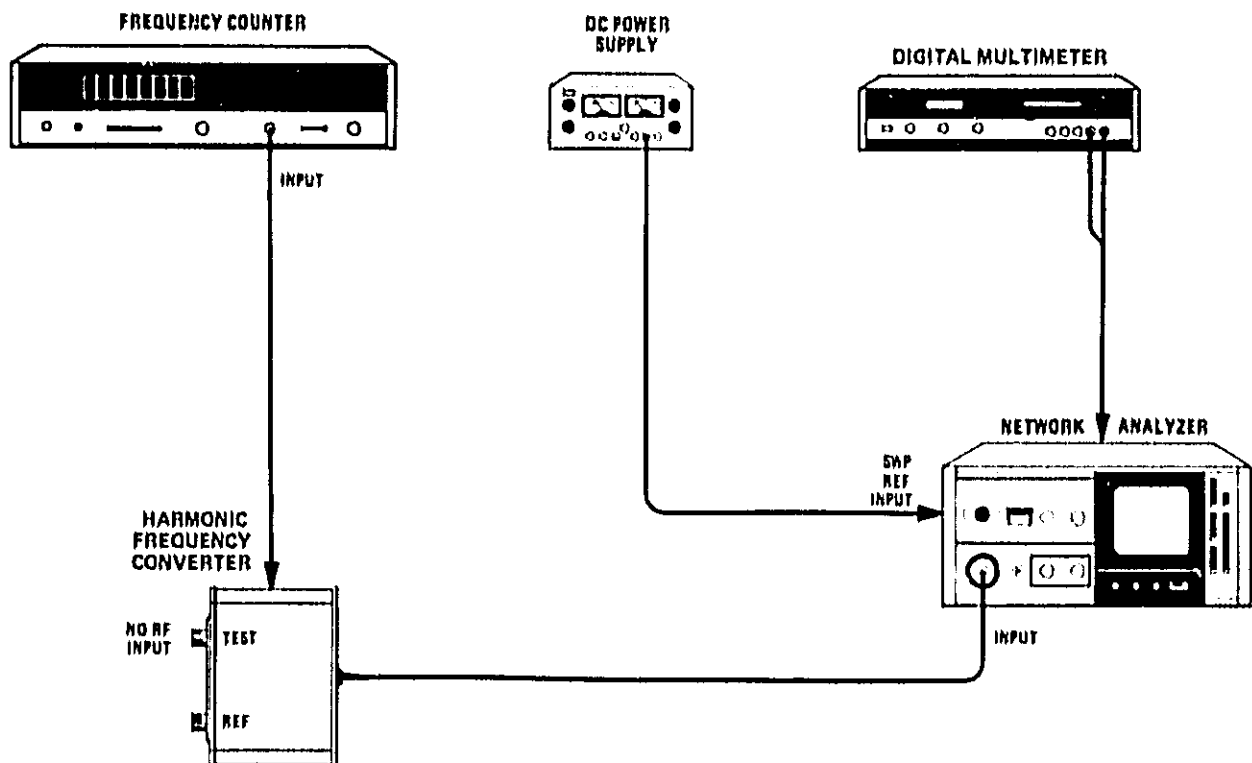 FREQUENCY COUNTER
DC POWER
SUPPLY
DIGITAL MULTIMETER
INPUT
NETWORK ANALYZER
SWP
REF
INPUT
HARMONIC
FREQUENCY
CONVERTER
NO RF
INPUT
TEST
REF
INPUT